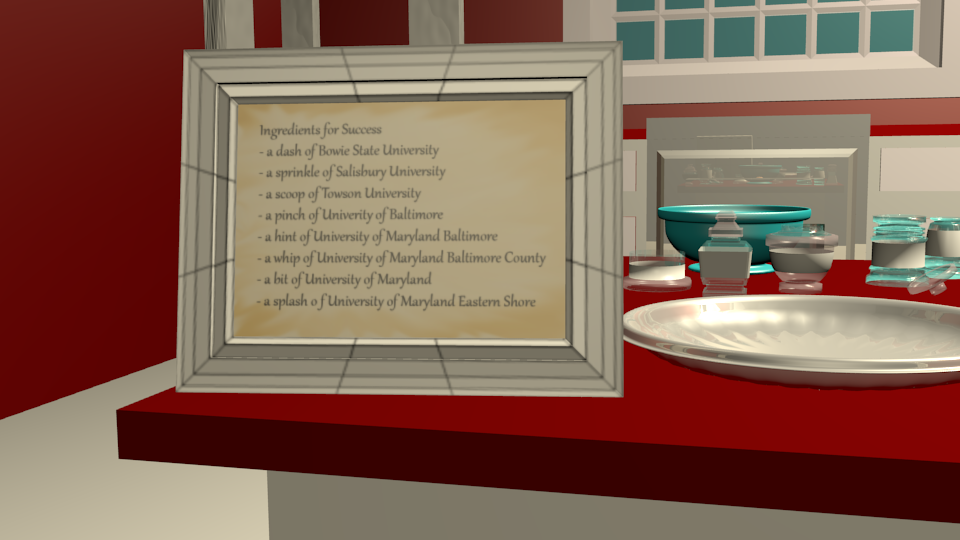 Ingredients for Success
- a dash of Bowie State University
- a sprinkle of Salisbury University
- a scoop of Towson University
- a pinch of Univerity of Baltimore
- a hint of University of Maryland Baltimore
- a whip of University of Maryland Baltimore County
- a bit of University of Maryland
- a splash o f University of Maryland Eastern Shore